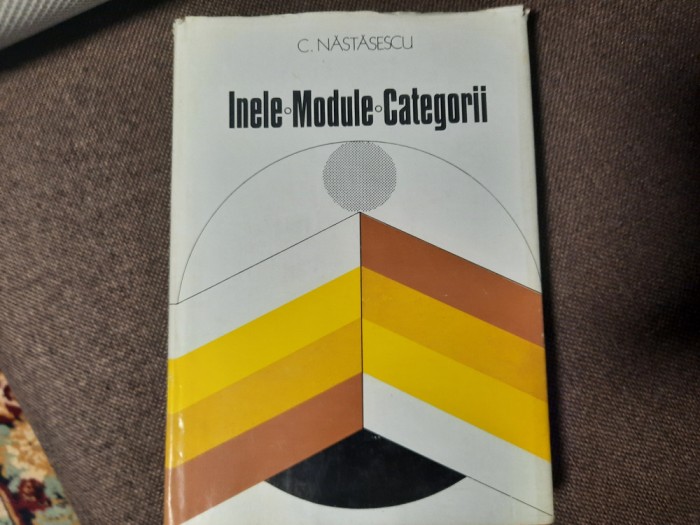 C. NĂSTĂSESCU
Inele◦Module◦Categorii